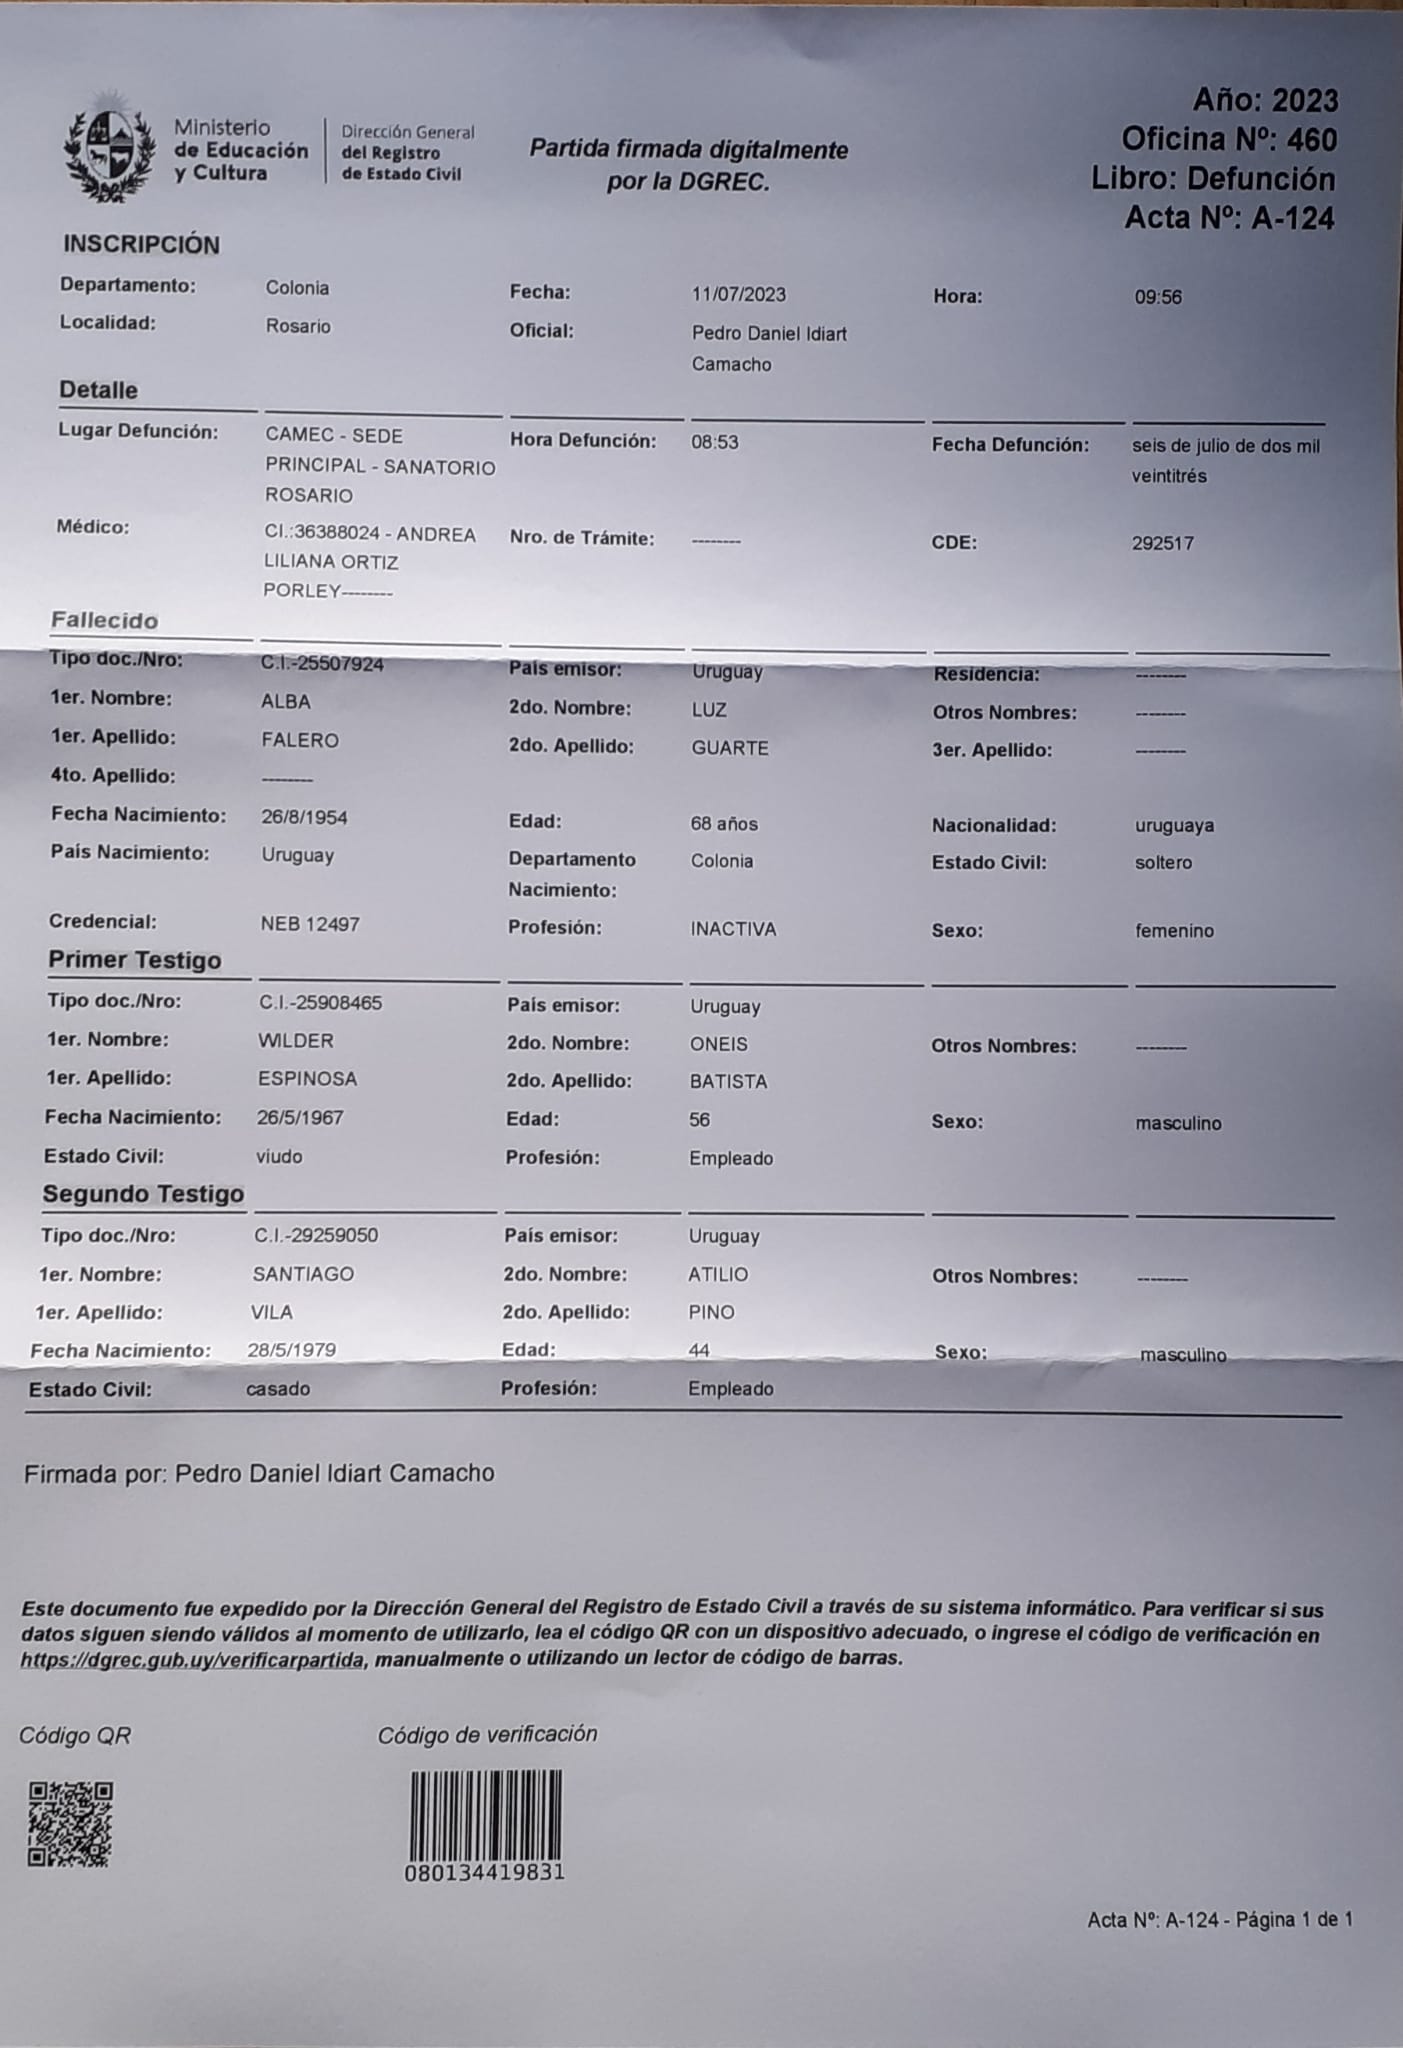 Ministerio
de Educación
y Cultura
Dirección General
del Registro
de Estado Civil
Partida firmada digitalmente
por la DGREC.
Año: 2023
Oficina Nº: 460
Libro: Defunción
Acta Nº: A-124
INSCRIPCIÓN
Departamento: Colonia Fecha: 11/07/2023 Hora: 09:56
Localidad: Rosario Oficial: Pedro Daniel Idiart
Camacho
Detalle
Lugar Defunción: CAMEC - SEDE Hora Defunción: 08:53 Fecha Defunción: seis de julio de dos mil
PRINCIPAL - SANATORIO veintitrés
ROSARIO
Médico: CI.:36388024 - ANDREA Nro. de Trámite: -------- CDE: 292517
LILIANA ORTIZ
PORLEY--------
Fallecido
Tipo doc./Nro: C.I.-25507924 País emisor: Uruguay Residencia: --------
1er. Nombre: ALBA 2do. Nombre: LUZ Otros Nombres: --------
1er. Apellido: FALERO 2do. Apellido: GUARTE 3er. Apellido: --------
4to. Apellido: --------
Fecha Nacimiento: 26/8/1954 Edad: 68 años Nacionalidad: uruguaya
País Nacimiento: Uruguay Departamento Colonia Estado Civil: soltero
Nacimiento:
Credencial: NEB 12497 Profesión: INACTIVA Sexo: femenino
Primer Testigo
Tipo doc./Nro: C.I.-25908465 País emisor: Uruguay
1er. Nombre: WILDER 2do. Nombre: ONEIS Otros Nombres: --------
1er. Apellido: ESPINOSA 2do. Apellido: BATISTA
Fecha Nacimiento: 26/5/1967 Edad: 56 Sexo: masculino
Estado Civil: viudo Profesión: Empleado
Segundo Testigo
Tipo doc./Nro: C.I.-29259050 País emisor: Uruguay
1er. Nombre: SANTIAGO 2do. Nombre: ATILIO Otros Nombres: --------
1er. Apellido: VILA 2do. Apellido: PINO
Fecha Nacimiento: 28/5/1979 Edad: 44 Sexo: masculino
Estado Civil: casado Profesión: Empleado
Firmada por: Pedro Daniel Idiart Camacho
Este documento fue expedido por la Dirección General del Registro de Estado Civil a través de su sistema informático. Para verificar si sus
datos siguen siendo válidos al momento de utilizarlo, lea el código QR con un dispositivo adecuado, o ingrese el código de verificación en
https://dgrec.gub.uy/verificarpartida, manualmente o utilizando un lector de código de barras.
Código QR Código de verificación
080134419831
Acta Nº: A-124 - Página 1 de 1